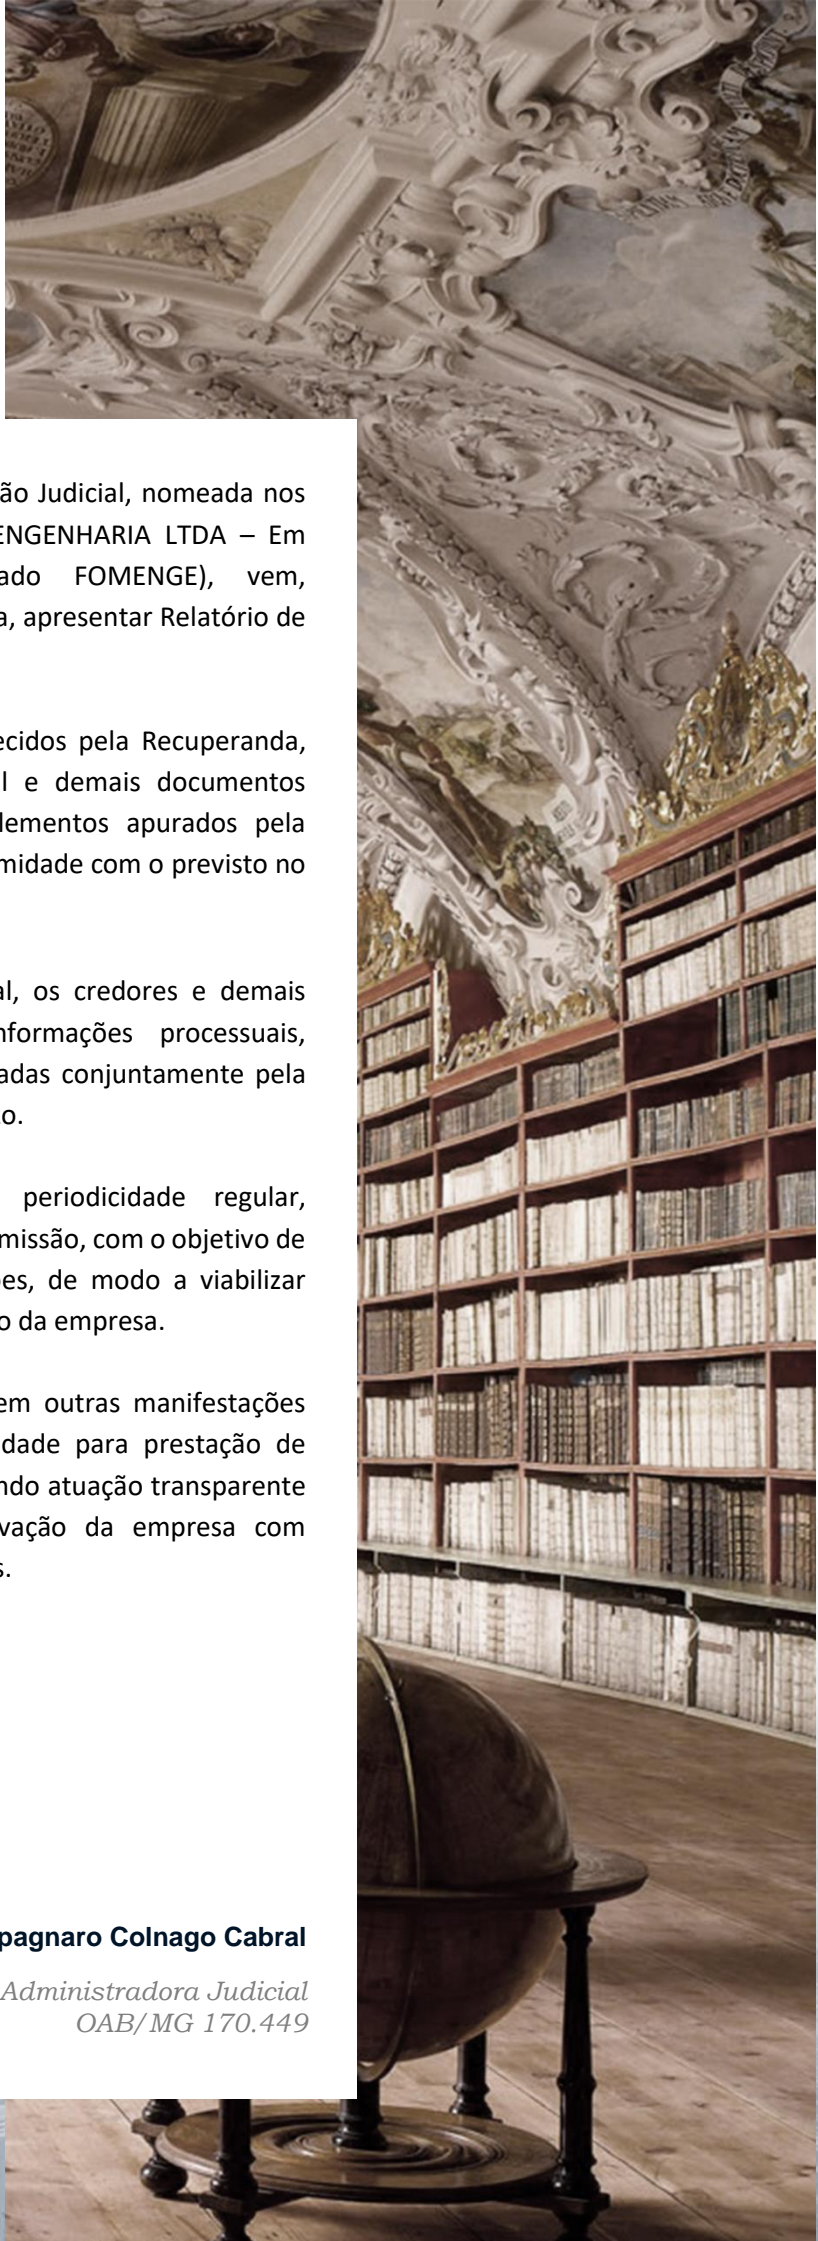 ão Judicial, nomeada nos
ENGENHARIA LTDA – Em
ado FOMENGE), vem,
a, apresentar Relatório de
ecidos pela Recuperanda,
l e demais documentos
lementos apurados pela
midade com o previsto no
al, os credores e demais
nformações processuais,
adas conjuntamente pela
o.
periodicidade regular,
missão, com o objetivo de
es, de modo a viabilizar
o da empresa.
em outras manifestações
dade para prestação de
ndo atuação transparente
vação da empresa com
s.
pagnaro Colnago Cabral
Administradora Judicial
OAB/MG 170.449